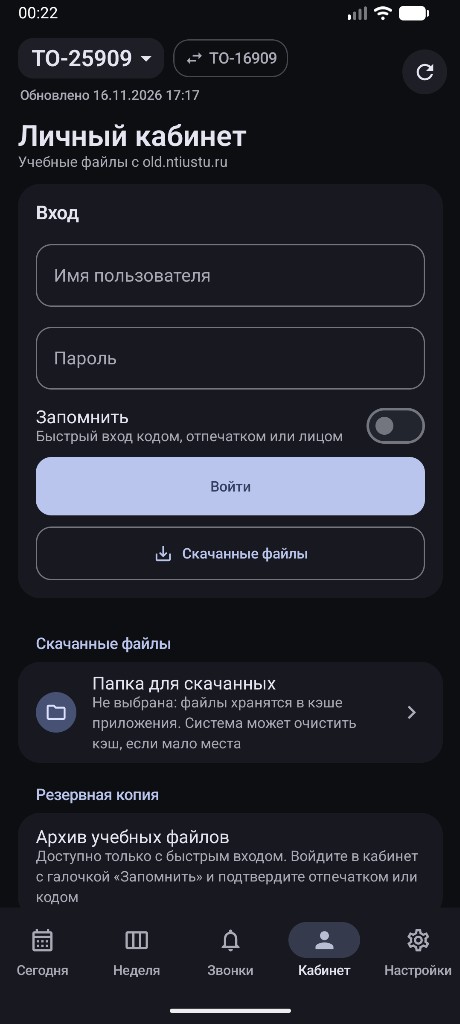 00:22
ТО-25909
ТО-16909
Обновлено 16.11.2026 17:17
Личный кабинет
Учебные файлы с old.ntiustu.ru
Вход
Имя пользователя
Пароль
Запомнить
Быстрый вход кодом, отпечатком или лицом
Войти
Скачанные файлы
Скачанные файлы
Папка для скачанных
Не выбрана: файлы хранятся в кэше
приложения. Система может очистить
кэш, если мало места
Резервная копия
Архив учебных файлов
Доступно только с быстрым входом. Войдите в кабинет
с галочкой «Запомнить» и подтвердите отпечатком или
кодом
Сегодня
Неделя
Звонки
Кабинет
Настройки